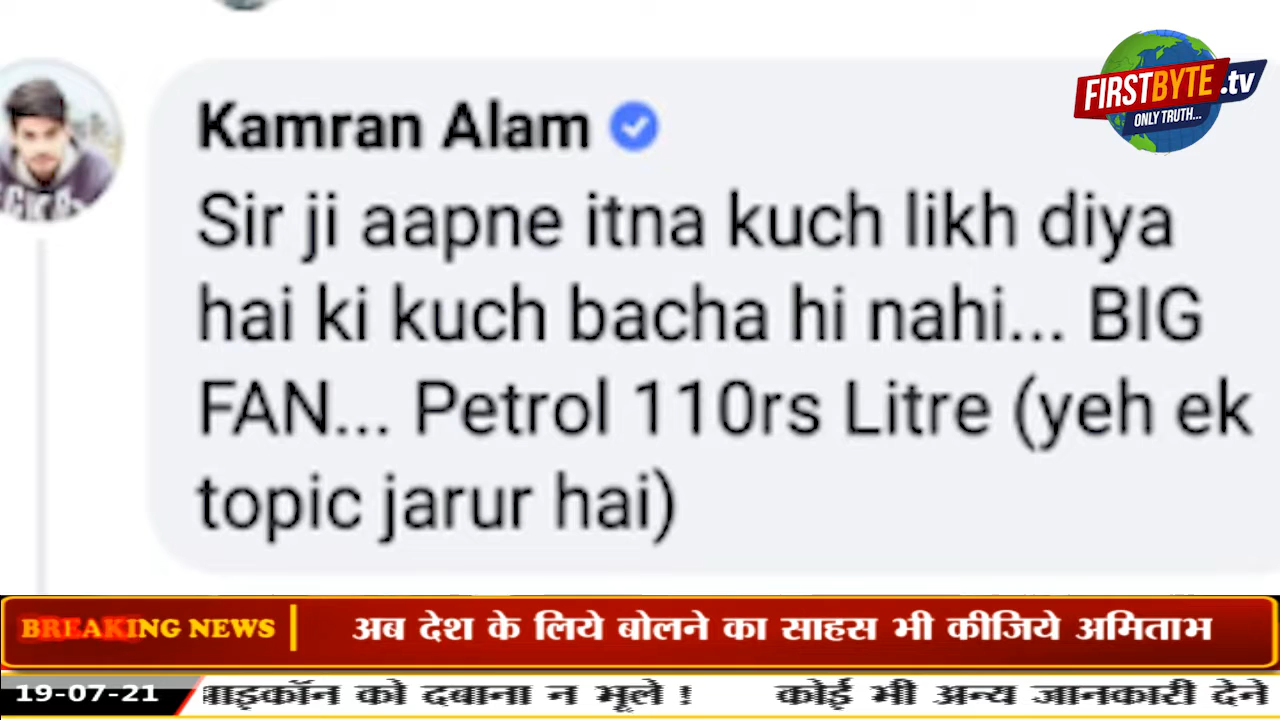 FIRSTBYTE.tv
ONLY TRUTH...
Kamran Alam
Sir ji aapne itna kuch likh diya
hai ki kuch bacha hi nahi... BIG
FAN... Petrol 110rs Litre (yeh ek
topic jarur hai)
BREAKING NEWS
अब देश के लिये बोलने का साहस भी कीजिये अमिताभ
19-07-21
को दबाना न भूले ! कोई भी अन्य जानकारी देने